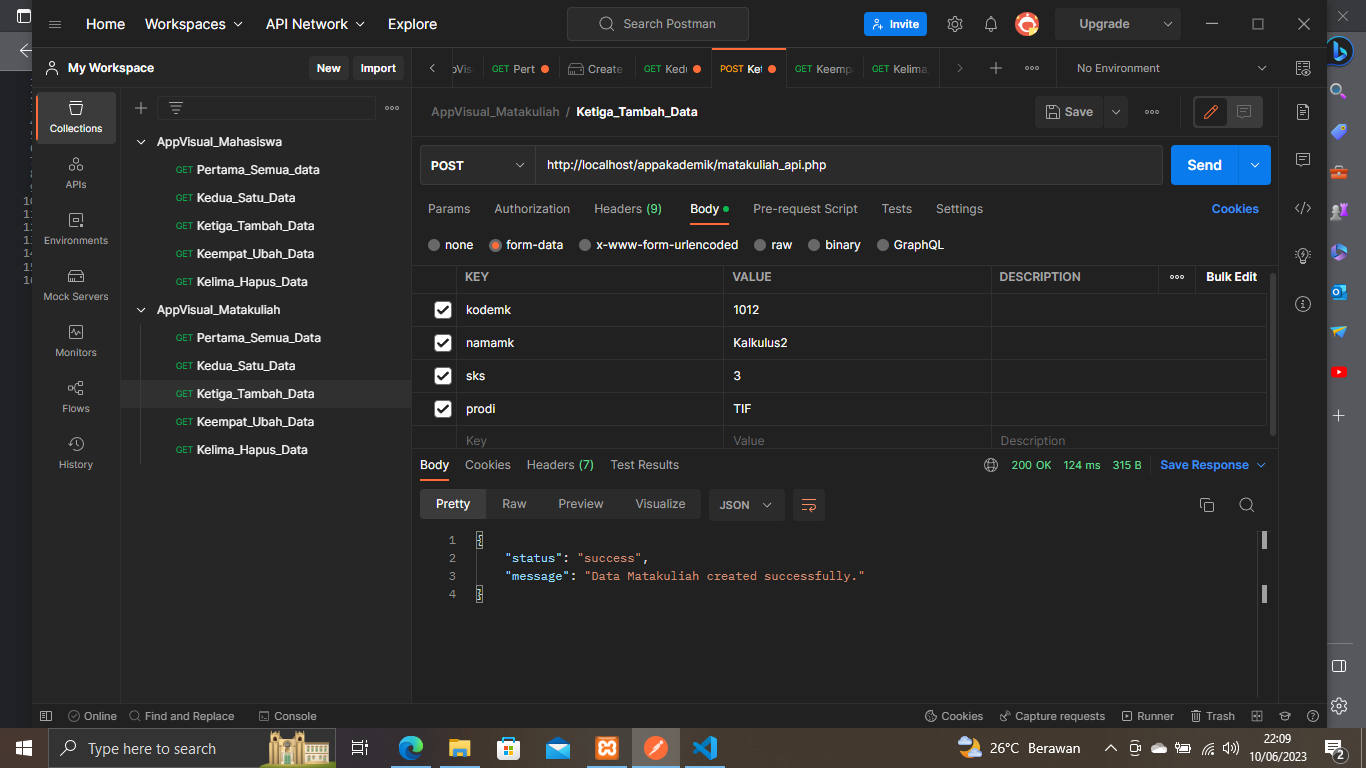 Home
Workspaces
API Network
Explore
Search Postman
Invite
Upgrade
My Workspace
New
Import
GET Pert
Create
GET
POST
GET Keemp
GET Kelima
No Environment
Collections
APIs
Environments
Mock Servers
Monitors
Flows
History
AppVisual_Mahasiswa
GET Pertama_Semua_data
GET Kedua_Satu_Data
GET Ketiga_Tambah_Data
GET Keempat_Ubah_Data
GET Kelima_Hapus_Data
AppVisual_Matakuliah
GET Pertama_Semua_Data
GET Kedua_Satu_Data
GET Ketiga_Tambah_Data
GET Keempat_Ubah_Data
GET Kelima_Hapus_Data
AppVisual_Matakuliah / Ketiga_Tambah_Data
Save
POST
http://localhost/appakademik/matakuliah_api.php
Send
Params
Authorization
Headers (9)
Body
Pre-request Script
Tests
Settings
Cookies
none
form-data
x-www-form-urlencoded
raw
binary
GraphQL
KEY VALUE DESCRIPTION
Bulk Edit
kodemk 1012
namamk Kalkulus2
sks 3
prodi TIF
Key Value Description
Body
Cookies
Headers (7)
Test Results
200 OK 124 ms 315 B
Save Response
Pretty
Raw
Preview
Visualize
JSON
1 {
2 "status": "success",
3 "message": "Data Matakuliah created successfully."
4 }
Online
Find and Replace
Console
Cookies
Capture requests
Runner
Trash
Type here to search
26°C Berawan
22:09
10/06/2023
2